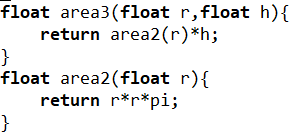 float area3(float r,float h){
    return area2(r)*h;
}
float area2(float r){
    return r*r*pi;
}